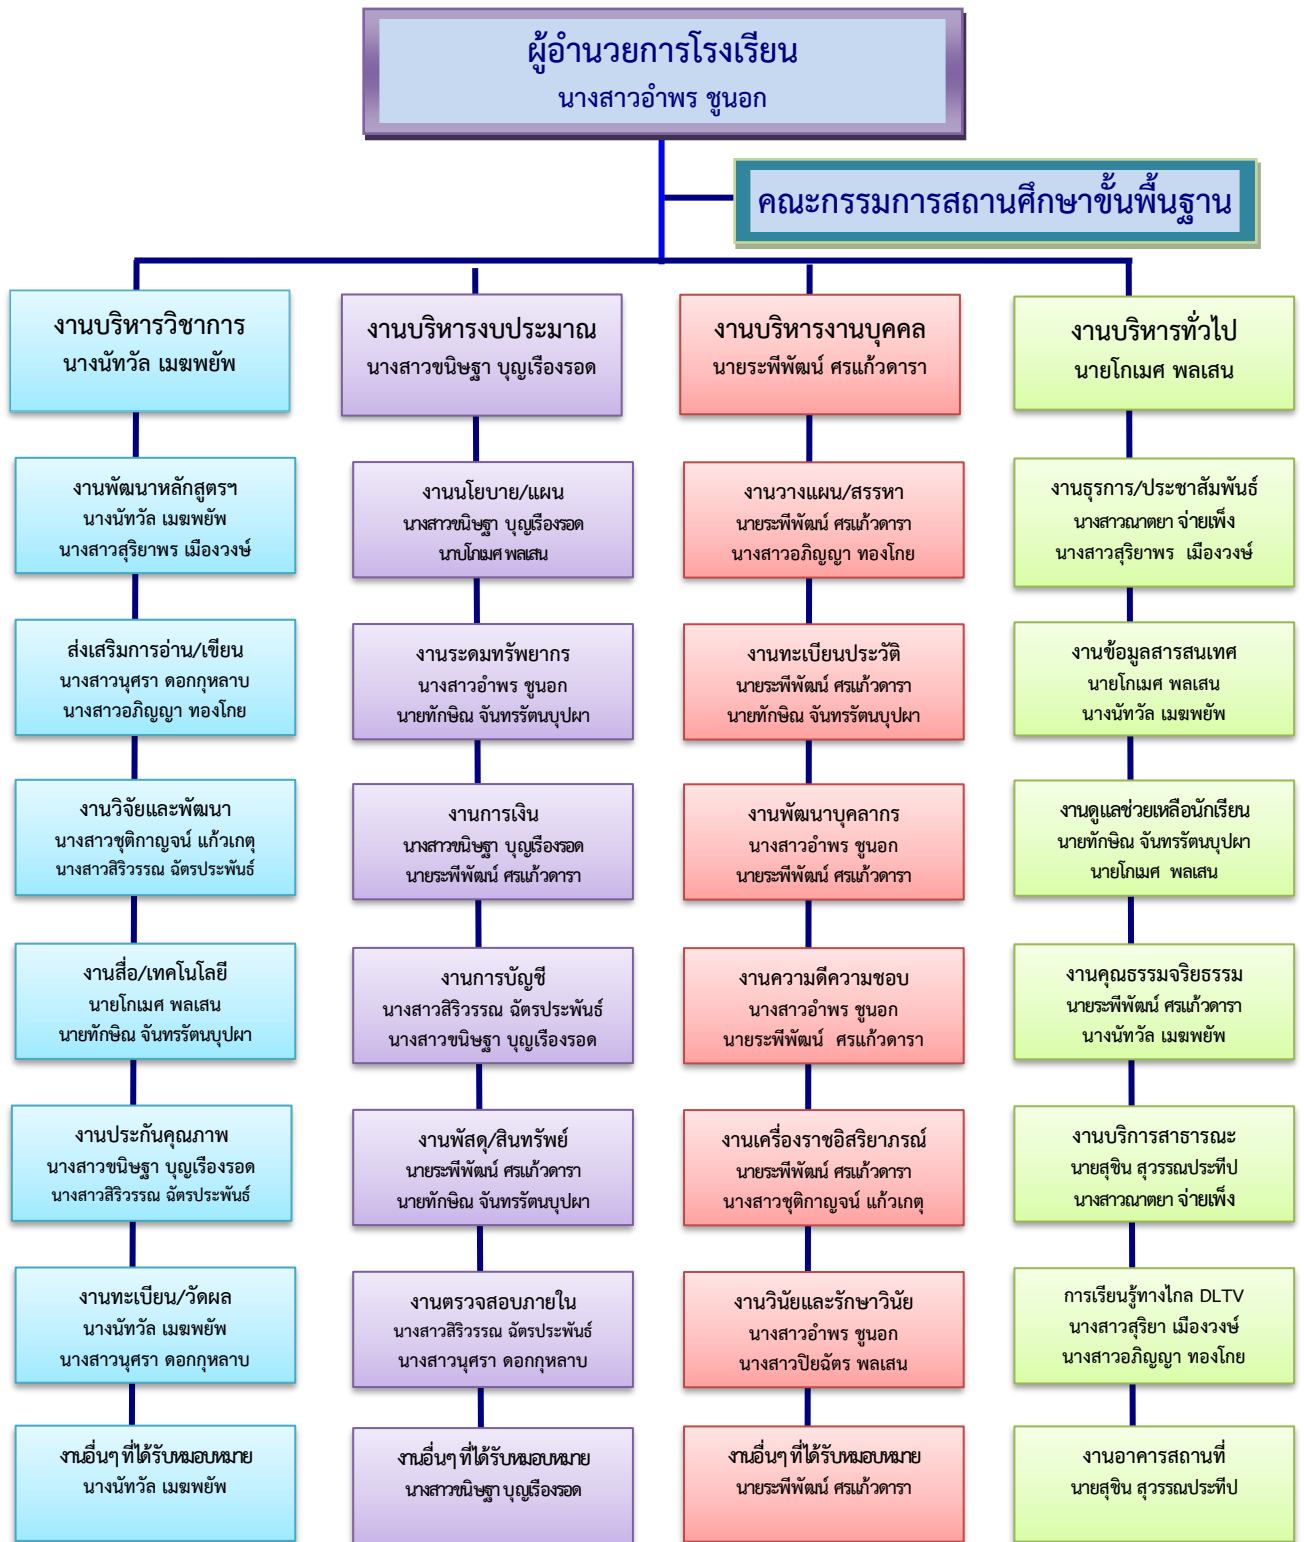 ผู้อำนวยการโรงเรียน
นางสาวอำพร ชูนอก
คณะกรรมการสถานศึกษาขั้นพื้นฐาน
งานบริหารวิชาการ
นางนัทวัล เมฆพยัพ
งานพัฒนาหลักสูตรฯ
นางนัทวัล เมฆพยัพ
นางสาวสุริยาพร เมืองวงษ์
ส่งเสริมการอ่าน/เขียน
นางสาวนุศรา ดอกกุหลาบ
นางสาวอภิญญา ทองโกย
งานวิจัยและพัฒนา
นางสาวชุติกาญจน์ แก้วเกตุ
นางสาวสิริวรรณ ฉัตรประพันธ์
งานสื่อ/เทคโนโลยี
นายโกเมศ พลเสน
นายทักษิณ จันทรรัตนบุปผา
งานประกันคุณภาพ
นางสาวขนิษฐา บุญเรืองรอด
นางสาวสิริวรรณ ฉัตรประพันธ์
งานทะเบียน/วัดผล
นางนัทวัล เมฆพยัพ
นางสาวนุศรา ดอกกุหลาบ
งานอื่นๆ ที่ได้รับหมอบหมาย
นางนัทวัล เมฆพยัพ
งานบริหารงบประมาณ
นางสาวขนิษฐา บุญเรืองรอด
งานนโยบาย/แผน
นางสาวขนิษฐา บุญเรืองรอด
นาบโกเมศ พลเสน
งานระดมทรัพยากร
นางสาวอำพร ชูนอก
นายทักษิณ จันทรรัตนบุปผา
งานการเงิน
นางสาวขนิษฐา บุญเรืองรอด
นายระพีพัฒน์ ศรแก้วดารา
งานการบัญชี
นางสาวสิริวรรณ ฉัตรประพันธ์
นางสาวขนิษฐา บุญเรืองรอด
งานพัสดุ/สินทรัพย์
นายระพีพัฒน์ ศรแก้วดารา
นายทักษิณ จันทรรัตนบุปผา
งานตรวจสอบภายใน
นางสาวสิริวรรณ ฉัตรประพันธ์
นางสาวนุศรา ดอกกุหลาบ
งานอื่นๆ ที่ได้รับหมอบหมาย
นางสาวขนิษฐา บุญเรืองรอด
งานบริหารงานบุคคล
นายระพีพัฒน์ ศรแก้วดารา
งานวางแผน/สรรหา
นายระพีพัฒน์ ศรแก้วดารา
นางสาวอภิญญา ทองโกย
งานทะเบียนประวัติ
นายระพีพัฒน์ ศรแก้วดารา
นายทักษิณ จันทรรัตนบุปผา
งานพัฒนาบุคลากร
นางสาวอำพร ชูนอก
นายระพีพัฒน์ ศรแก้วดารา
งานความดีความชอบ
นางสาวอำพร ชูนอก
นายระพีพัฒน์ ศรแก้วดารา
งานเครื่องราชอิสริยาภรณ์
นายระพีพัฒน์ ศรแก้วดารา
นางสาวชุติกาญจน์ แก้วเกตุ
งานวินัยและรักษาวินัย
นางสาวอำพร ชูนอก
นางสาวปิยฉัตร พลเสน
งานอื่นๆ ที่ได้รับหมอบหมาย
นายระพีพัฒน์ ศรแก้วดารา
งานบริหารทั่วไป
นายโกเมศ พลเสน
งานธุรการ/ประชาสัมพันธ์
นางสาวณาตยา จ่ายเพ็ง
นางสาวสุริยาพร เมืองวงษ์
งานข้อมูลสารสนเทศ
นายโกเมศ พลเสน
นางนัทวัล เมฆพยัพ
งานดูแลช่วยเหลือนักเรียน
นายทักษิณ จันทรรัตนบุปผา
นายโกเมศ พลเสน
งานคุณธรรมจริยธรรม
นายระพีพัฒน์ ศรแก้วดารา
นางนัทวัล เมฆพยัพ
งานบริการสาธารณะ
นายสุชิน สุวรรณประทีป
นางสาวณาตยา จ่ายเพ็ง
การเรียนรู้ทางไกล DLTV
นางสาวสุริยา เมืองวงษ์
นางสาวอภิญญา ทองโกย
งานอาคารสถานที่
นายสุชิน สุวรรณประทีป